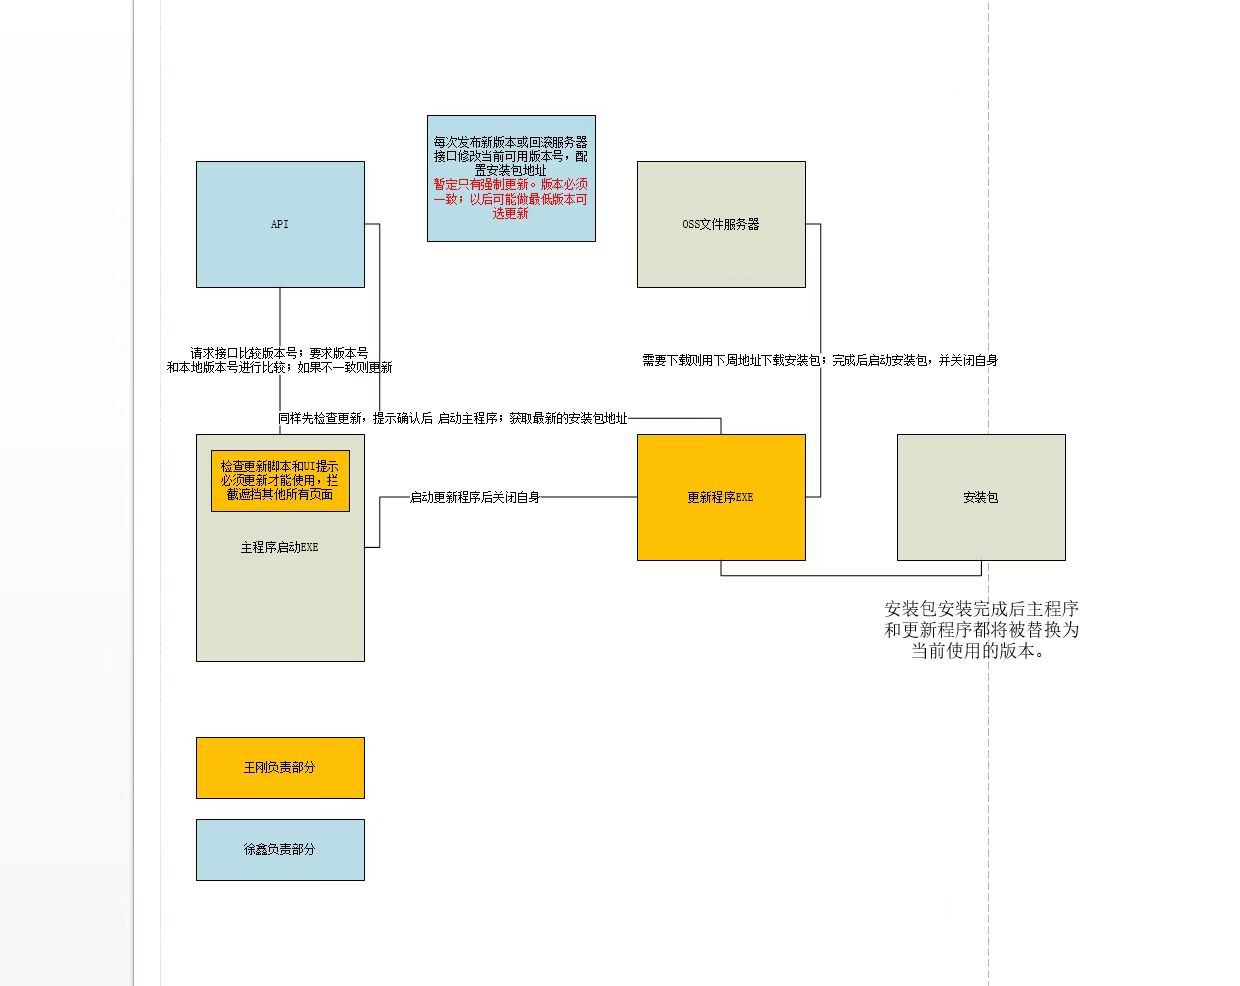 每次发布新版本或回滚服务器
接口修改当前可用版本号，配
置安装包地址
暂定只有强制更新。版本必须
一致；以后可能做最低版本可
选更新
API
OSS文件服务器
请求接口比较版本号；要求版本号
和本地版本号进行比较；如果不一致则更新
需要下载则用下周地址下载安装包；完成后启动安装包，并关闭自身
同样先检查更新，提示确认后 启动主程序；获取最新的安装包地址
检查更新脚本和UI提示
必须更新才能使用，拦
截遮挡其他所有页面
启动更新程序后关闭自身
更新程序EXE
安装包
主程序启动EXE
安装包安装完成后主程序
和更新程序都将被替换为
当前使用的版本。
王刚负责部分
徐鑫负责部分